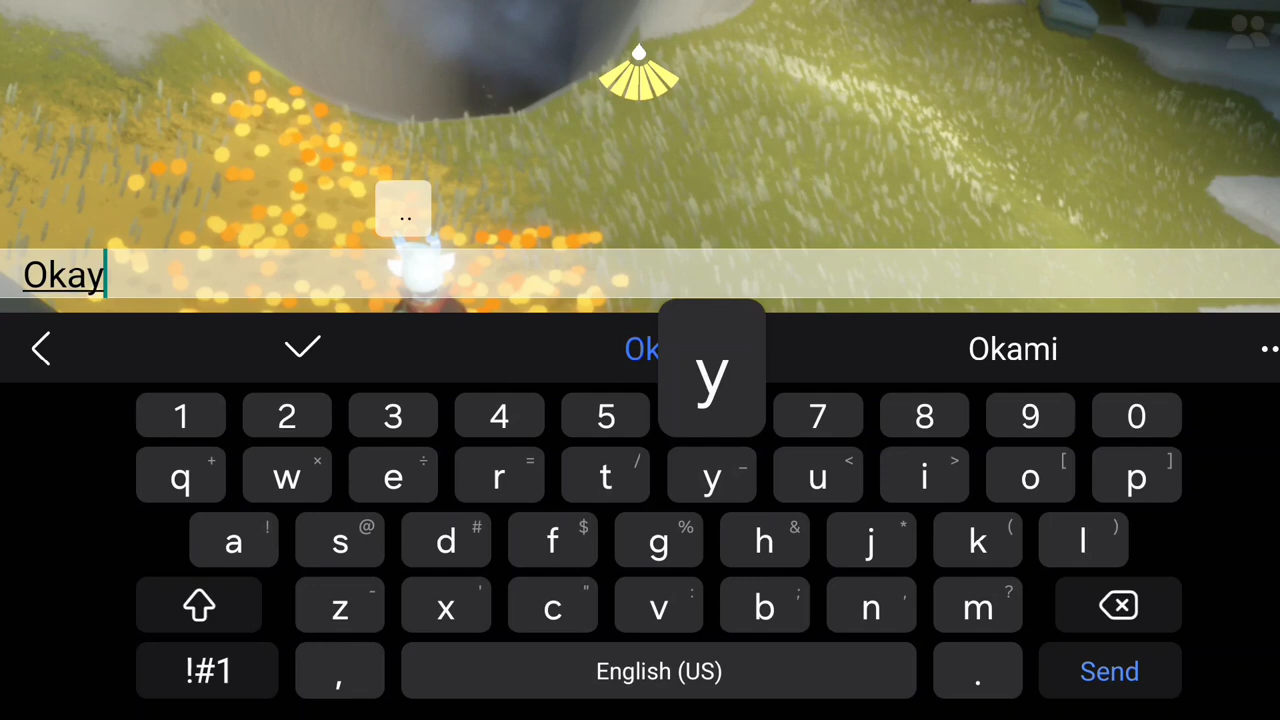 ..
Okay
Ok
Okami
y
1 2 3 4 5 7 8 9 0
q + w × e ÷ r = t / y _ u < i > o [ p ]
a ! s @ d # f $ g % h & j * k ( l )
z - x ' c " v : b ; n , m ?
!#1 , English (US) . Send